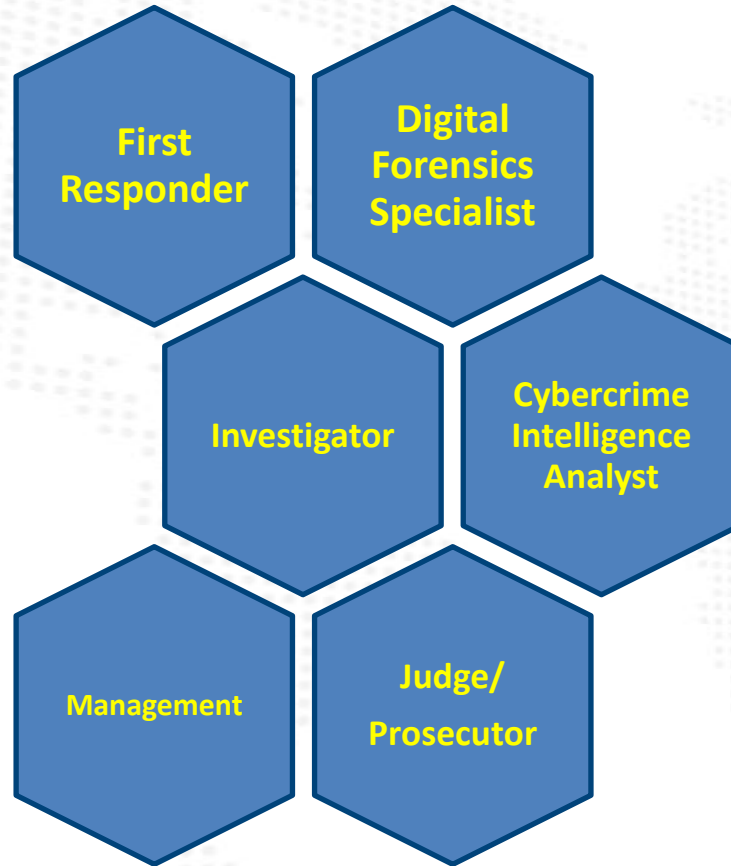 First
Responder
Digital
Forensics
Specialist
Investigator
Cybercrime
Intelligence
Analyst
Management
Judge/
Prosecutor